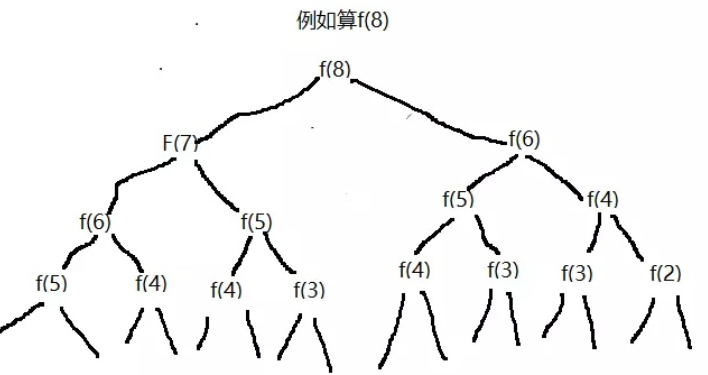 例如算f(8)
f(8)
F(7) f(6)
f(6) f(5) f(5) f(4)
f(5) f(4) f(4) f(3) f(4) f(3) f(3) f(2)